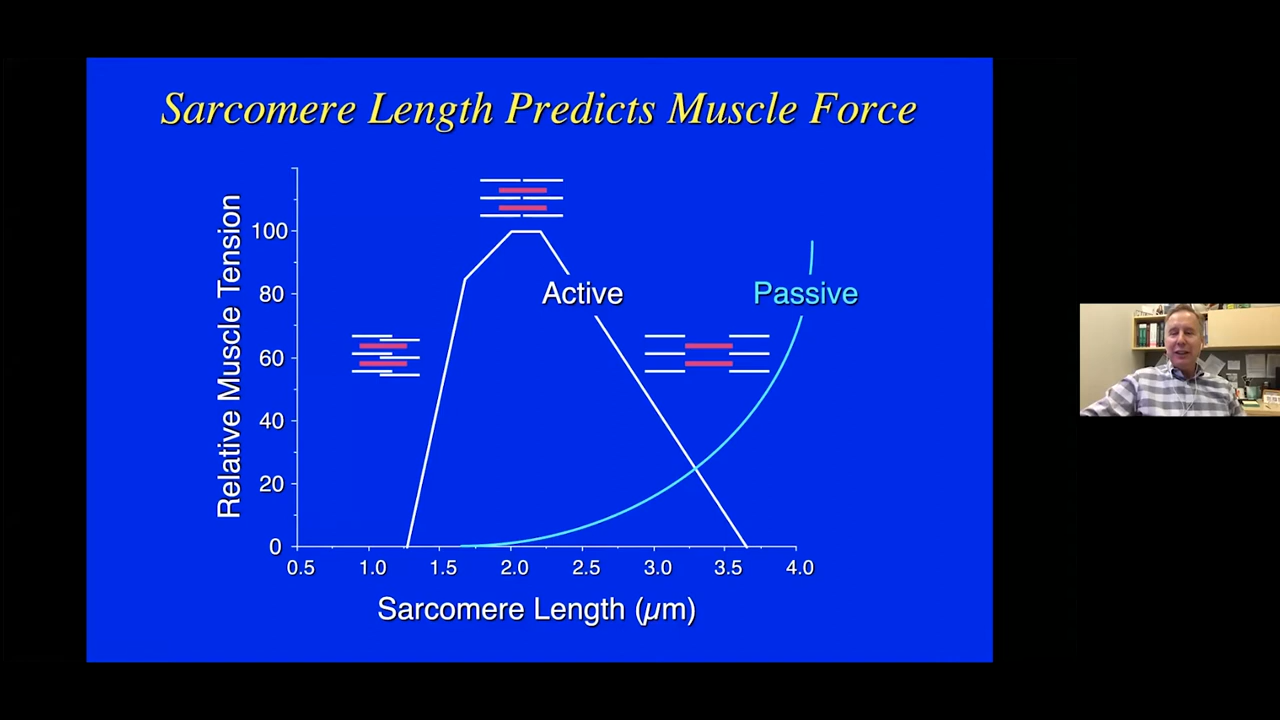 Sarcomere Length Predicts Muscle Force
Relative Muscle Tension
100
80
60
40
20
0
Active
Passive
0.5 1.0 1.5 2.0 2.5 3.0 3.5 4.0
Sarcomere Length (µm)